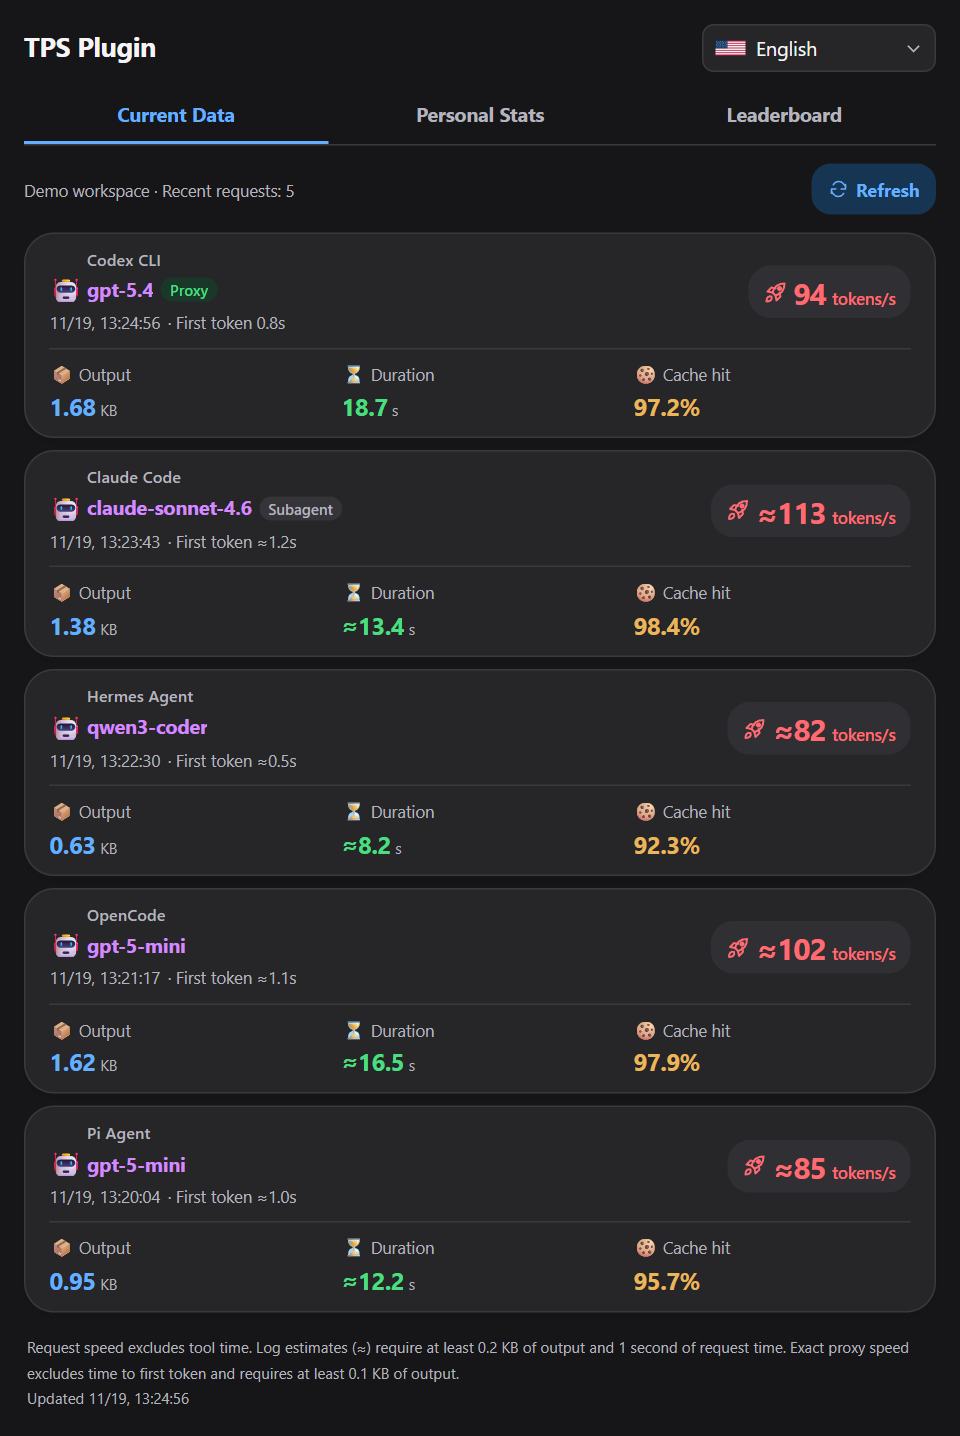 TPS Plugin
English
Current Data
Personal Stats
Leaderboard
Demo workspace · Recent requests: 5
Refresh
Codex CLI
gpt-5.4 Proxy
94 tokens/s
11/19, 13:24:56 · First token 0.8s
Output
Duration
Cache hit
1.68 KB
18.7 s
97.2%
Claude Code
claude-sonnet-4.6 Subagent
≈113 tokens/s
11/19, 13:23:43 · First token ≈1.2s
Output
Duration
Cache hit
1.38 KB
≈13.4 s
98.4%
Hermes Agent
qwen3-coder
≈82 tokens/s
11/19, 13:22:30 · First token ≈0.5s
Output
Duration
Cache hit
0.63 KB
≈8.2 s
92.3%
OpenCode
gpt-5-mini
≈102 tokens/s
11/19, 13:21:17 · First token ≈1.1s
Output
Duration
Cache hit
1.62 KB
≈16.5 s
97.9%
Pi Agent
gpt-5-mini
≈85 tokens/s
11/19, 13:20:04 · First token ≈1.0s
Output
Duration
Cache hit
0.95 KB
≈12.2 s
95.7%
Request speed excludes tool time. Log estimates (≈) require at least 0.2 KB of output and 1 second of request time. Exact proxy speed
excludes time to first token and requires at least 0.1 KB of output.
Updated 11/19, 13:24:56